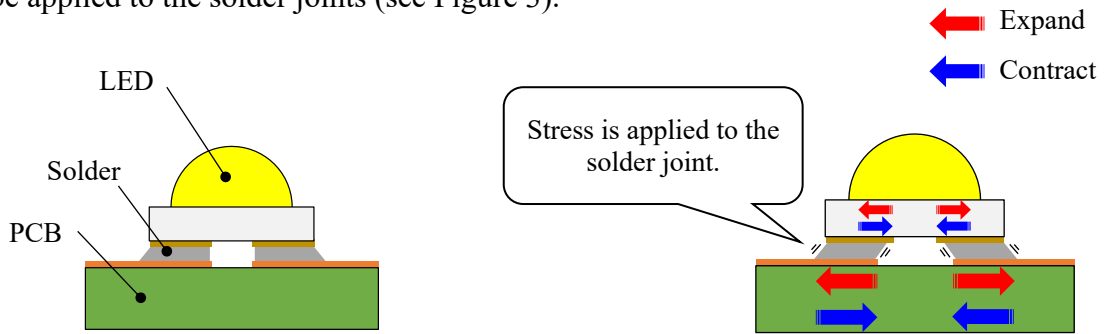 be applied to the solder joints (see Figure 3).
Expand
Contract
LED
Solder
PCB
Stress is applied to the
solder joint.